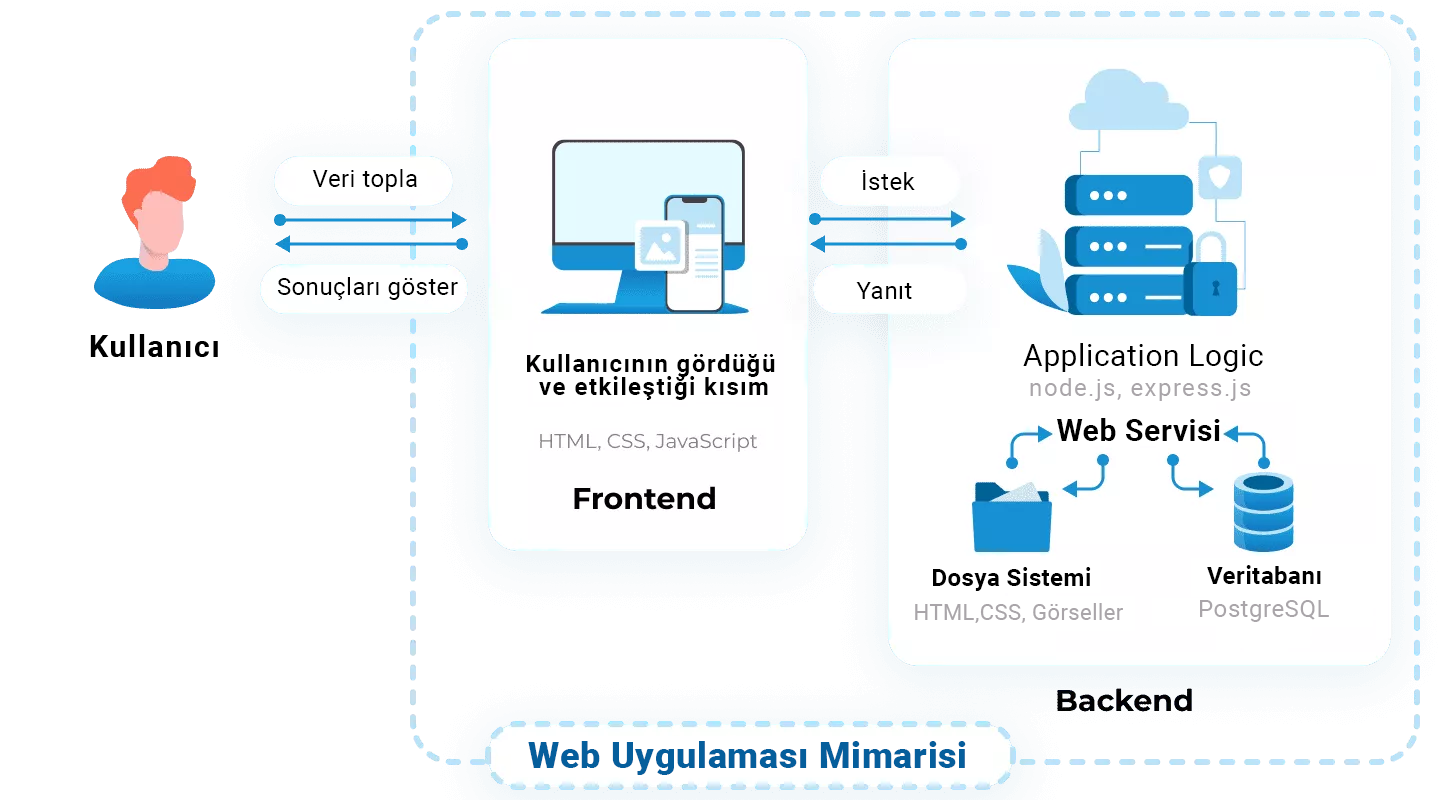 Veri topla
Sonuçları göster
Kullanıcı
Kullanıcının gördüğü
ve etkileştiği kısım
HTML, CSS, JavaScript
Frontend
İstek
Yanıt
Application Logic
node.js, express.js
Web Servisi
Dosya Sistemi
HTML,CSS, Görseller
Veritabanı
PostgreSQL
Backend
Web Uygulaması Mimarisi